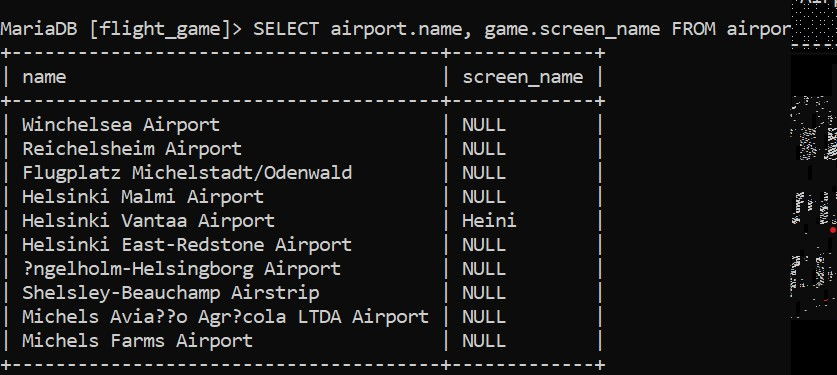 MariaDB [flight_game]> SELECT airport.name, game.screen_name FROM airpor
+--------------------------------------+-------------+
| name | screen_name |
+--------------------------------------+-------------+
| Winchelsea Airport | NULL |
| Reichelsheim Airport | NULL |
| Flugplatz Michelstadt/Odenwald | NULL |
| Helsinki Malmi Airport | NULL |
| Helsinki Vantaa Airport | Heini |
| Helsinki East-Redstone Airport | NULL |
| ?ngelholm-Helsingborg Airport | NULL |
| Shelsley-Beauchamp Airstrip | NULL |
| Michels Avia??o Agr?cola LTDA Airport | NULL |
| Michels Farms Airport | NULL |
+--------------------------------------+-------------+